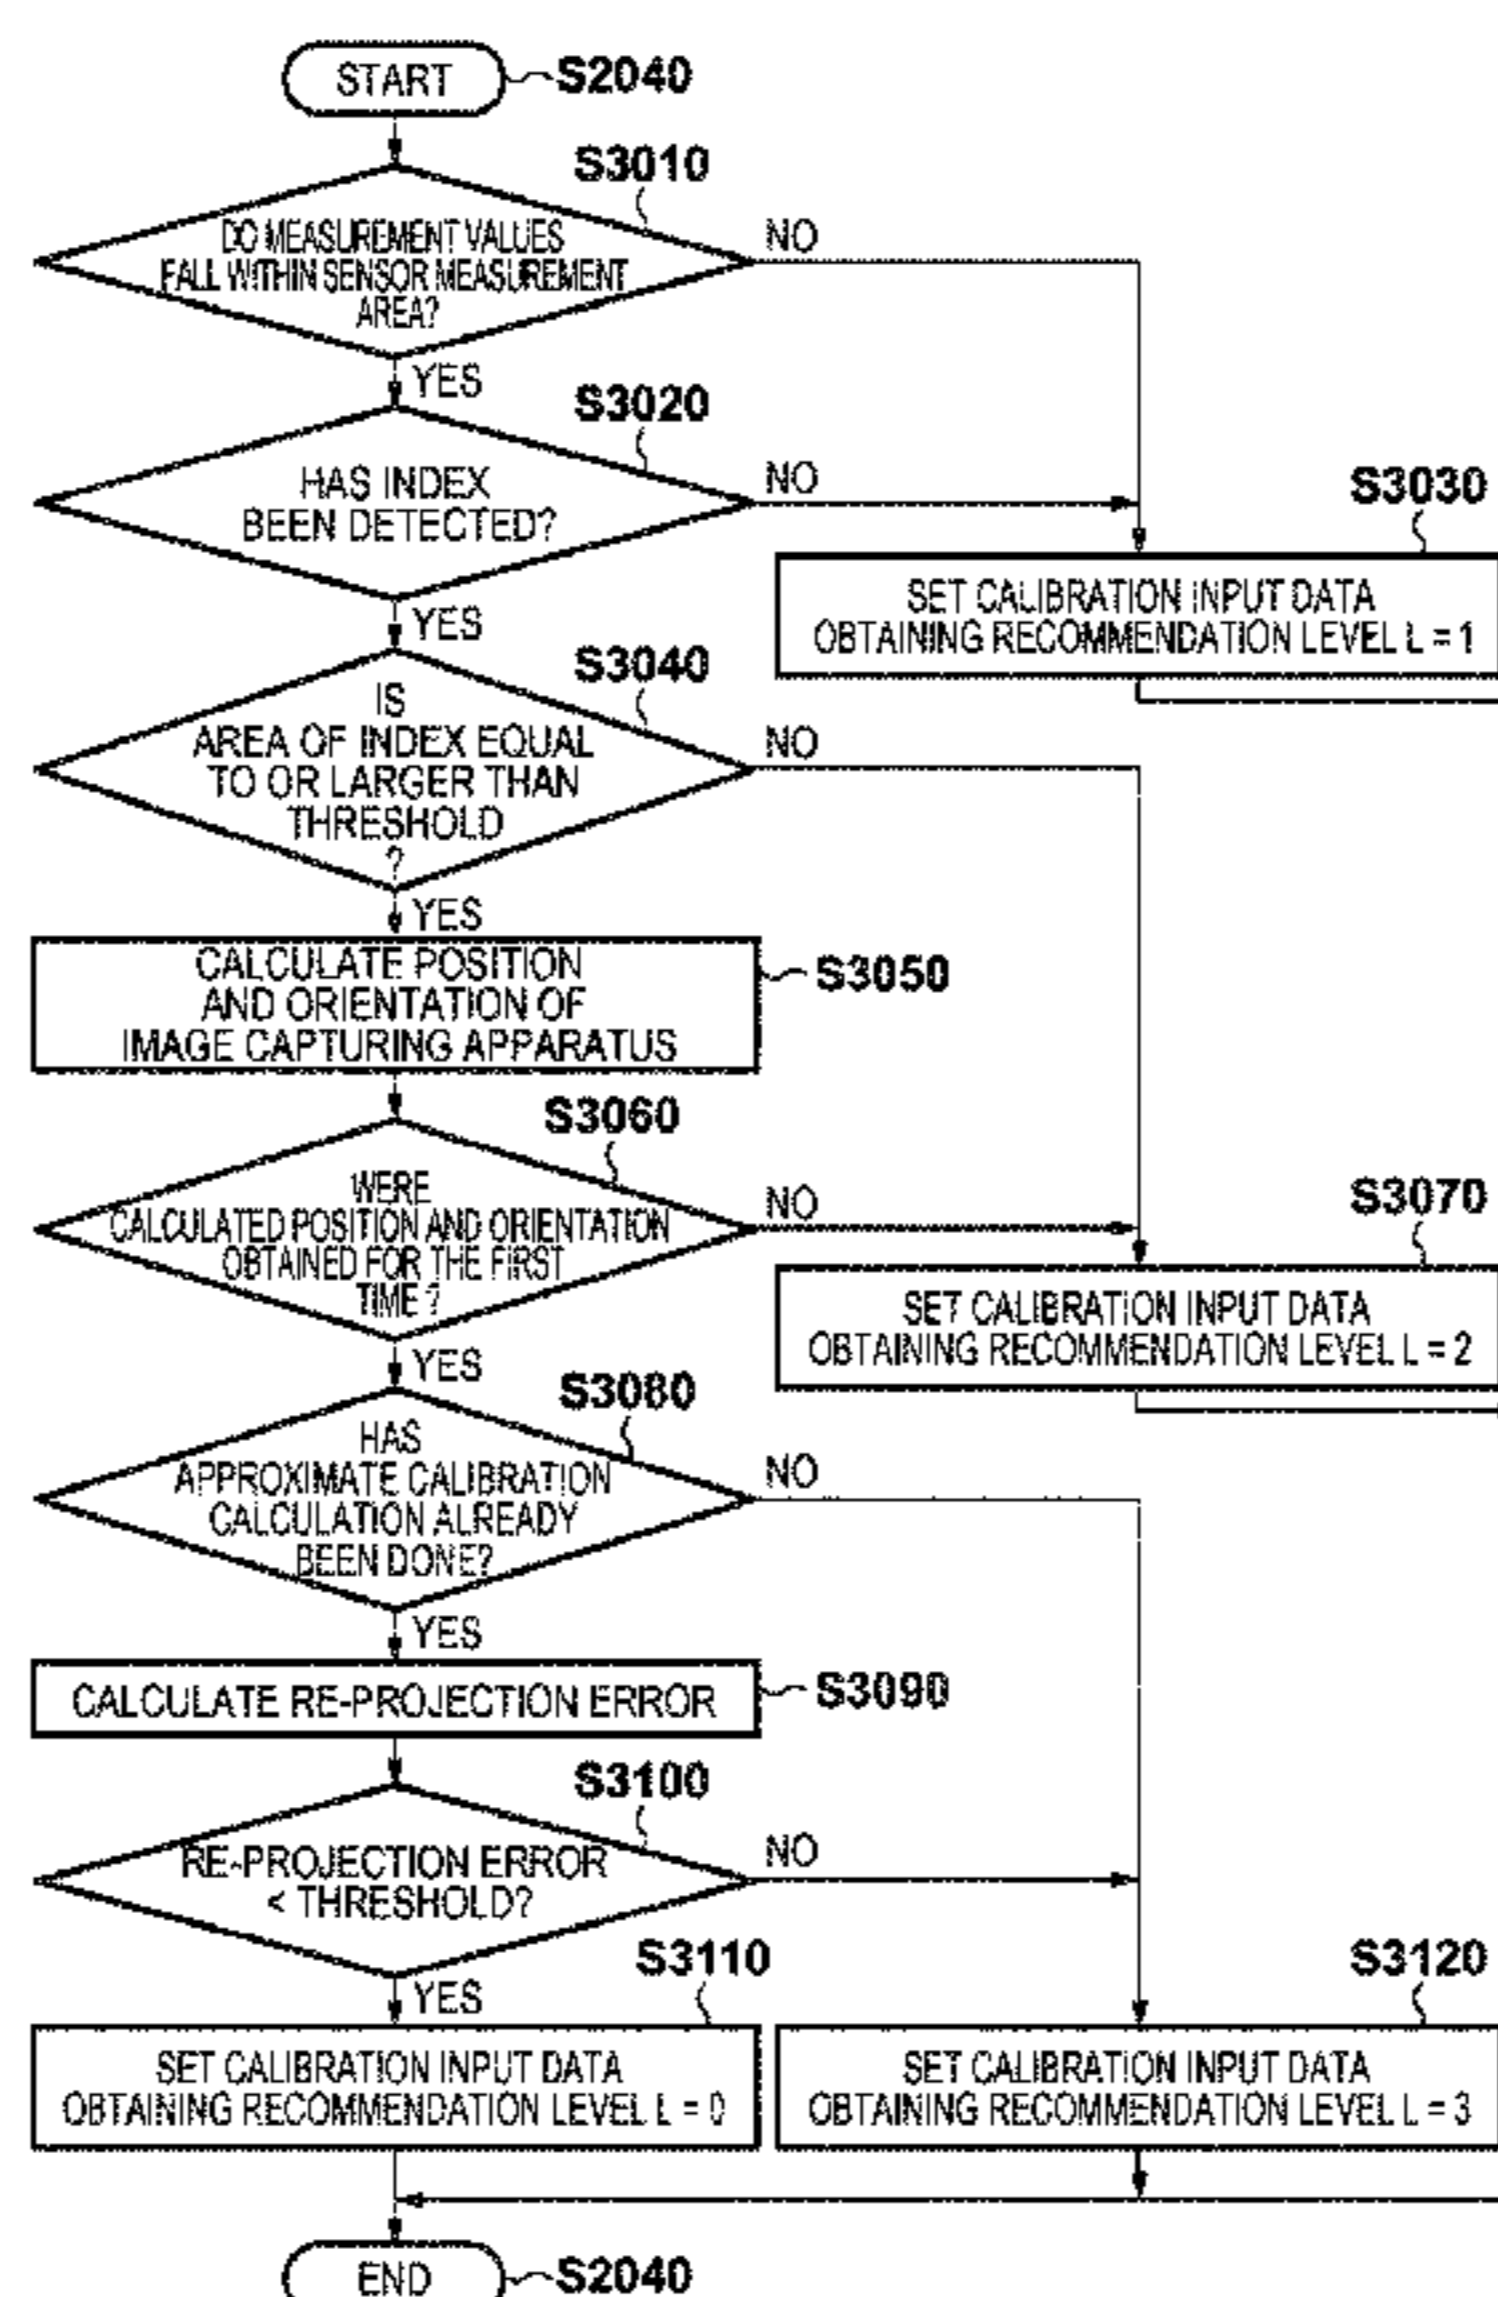 START
S2040
S3010
DO MEASUREMENT VALUES
FALL WITHIN SENSOR MEASUREMENT
AREA?
NO
YES
S3020
HAS INDEX
BEEN DETECTED?
NO
S3030
SET CALIBRATION INPUT DATA
OBTAINING RECOMMENDATION LEVEL L = 1
YES
S3040
IS
AREA OF INDEX EQUAL
TO OR LARGER THAN
THRESHOLD
?
NO
YES
CALCULATE POSITION
AND ORIENTATION OF
IMAGE CAPTURING APPARATUS
S3050
S3060
WERE
CALCULATED POSITION AND ORIENTATION
OBTAINED FOR THE FIRST
TIME ?
NO
S3070
SET CALIBRATION INPUT DATA
OBTAINING RECOMMENDATION LEVEL L = 2
YES
S3080
HAS
APPROXIMATE CALIBRATION
CALCULATION ALREADY
BEEN DONE?
NO
YES
CALCULATE RE-PROJECTION ERROR
S3090
S3100
RE-PROJECTION ERROR
< THRESHOLD?
NO
YES
S3110
SET CALIBRATION INPUT DATA
OBTAINING RECOMMENDATION LEVEL L = 0
S3120
SET CALIBRATION INPUT DATA
OBTAINING RECOMMENDATION LEVEL L = 3
END
S2040